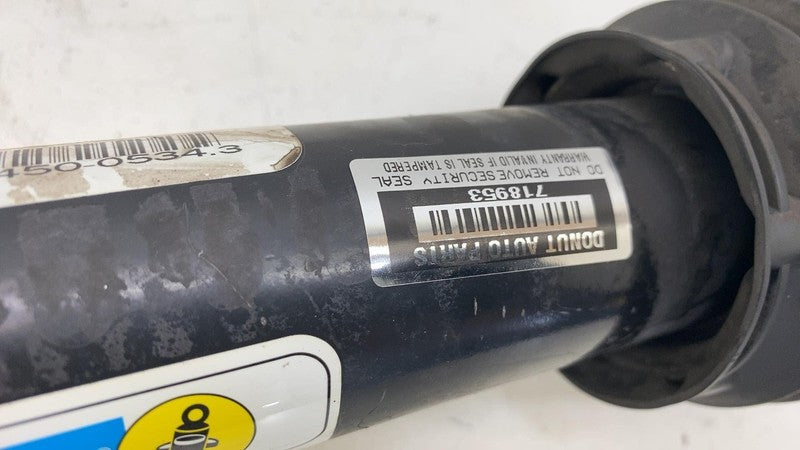 450-0534.3
DONUT AUTO PARTS
718953
DO NOT REMOVE SECURITY SEAL
WARRANTY INVALID IF SEAL IS TAMPERED